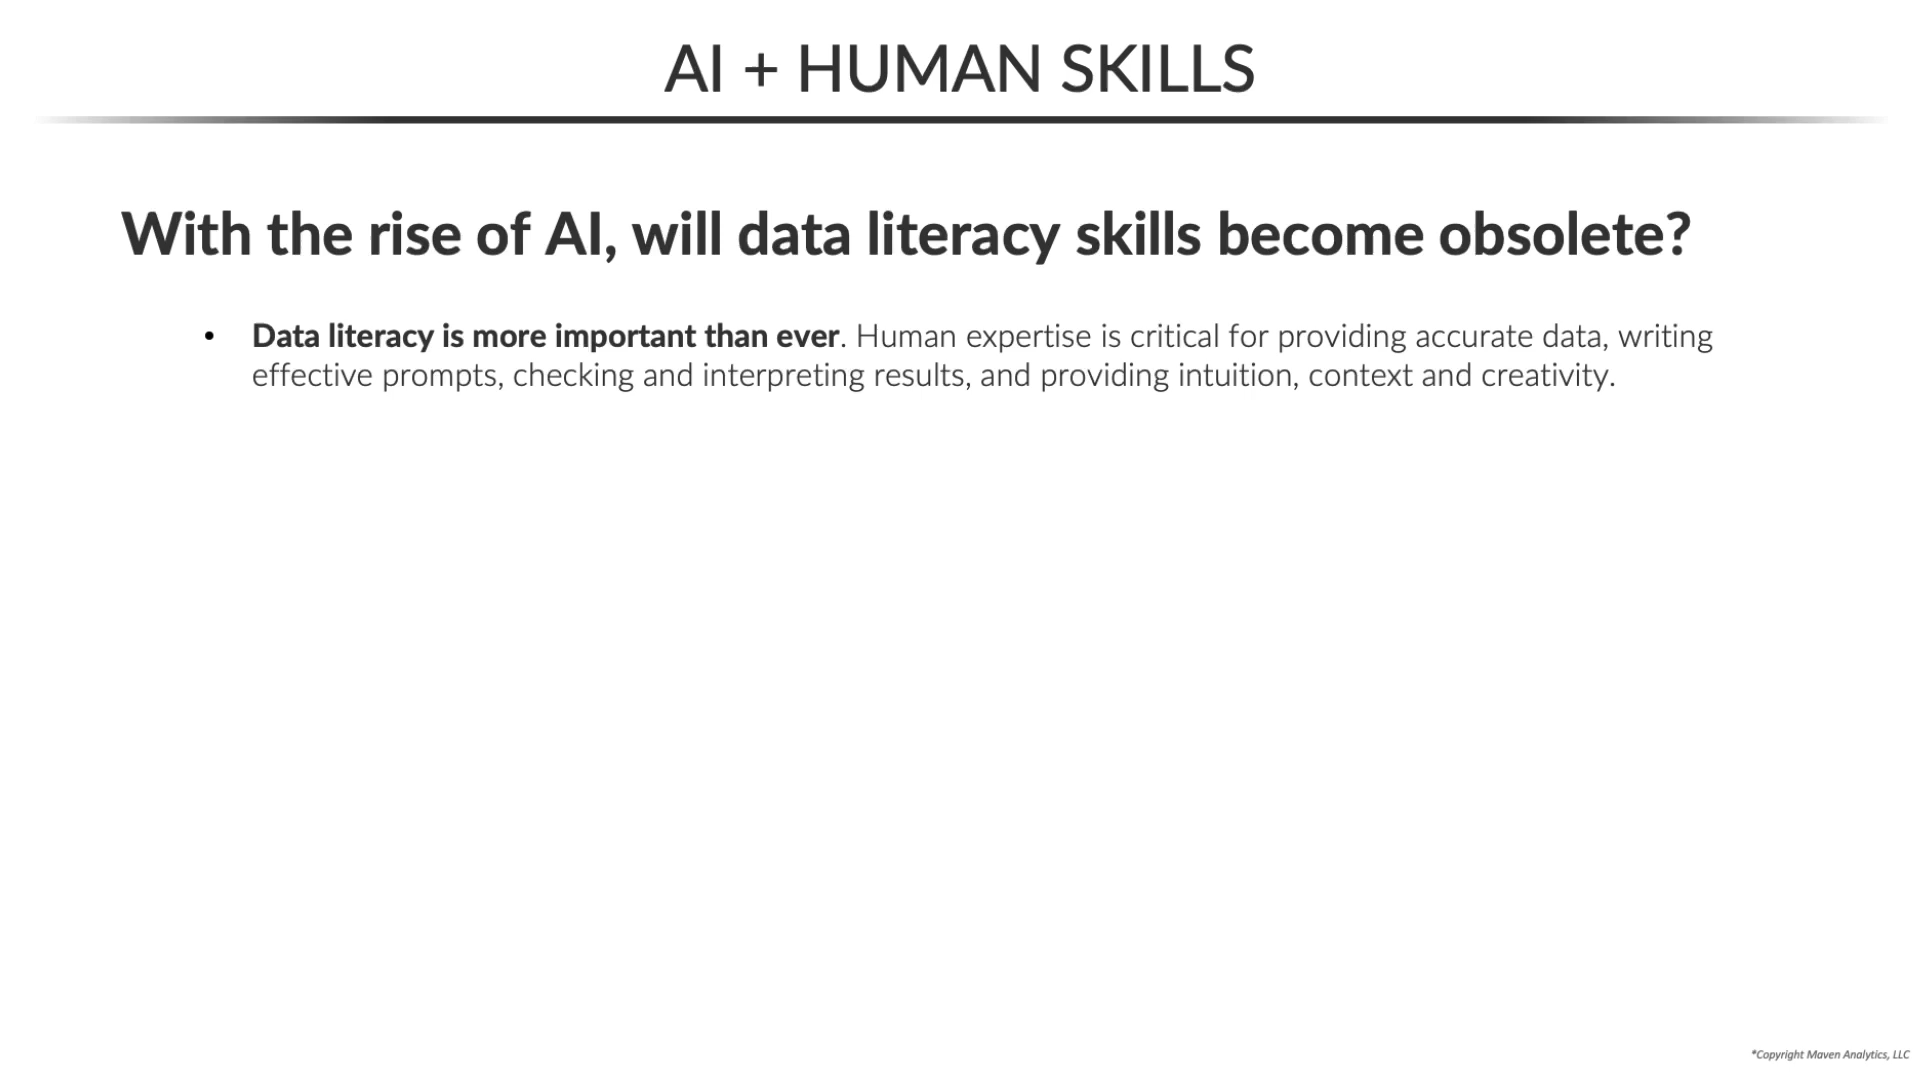 AI + HUMAN SKILLS
With the rise of AI, will data literacy skills become obsolete?
• Data literacy is more important than ever. Human expertise is critical for providing accurate data, writing
effective prompts, checking and interpreting results, and providing intuition, context and creativity.
*Copyright Maven Analytics, LLC